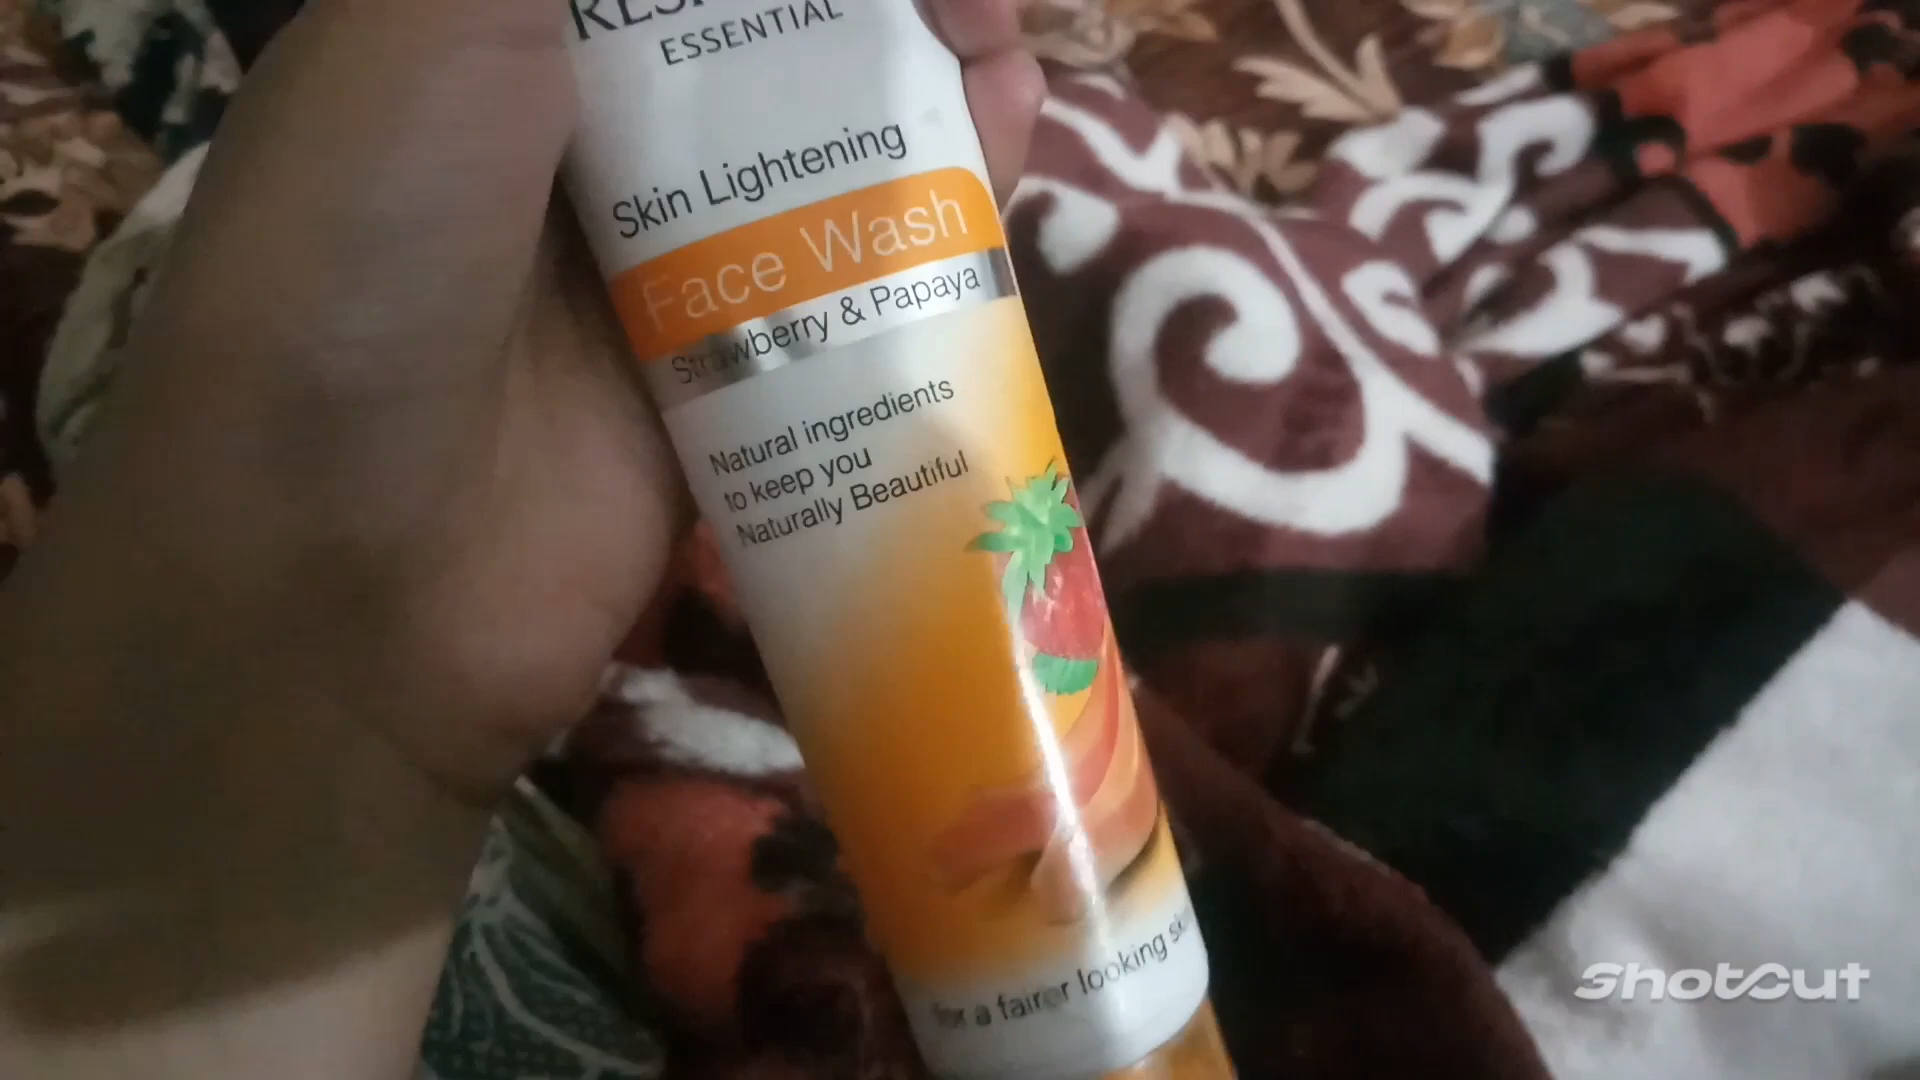 ESSENTIAL
Skin Lightening
Face Wash
Strawberry & Papaya
Natural ingredients
to keep you
Naturally Beautiful
for a fairer looking
ShotCut